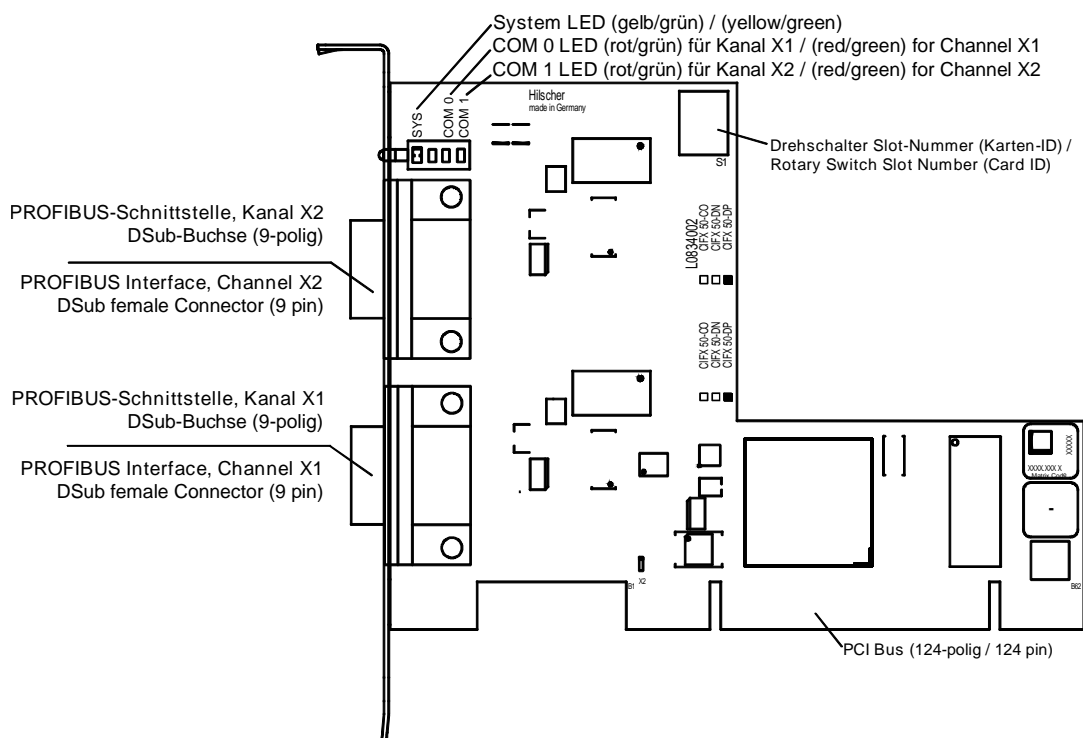 System LED (gelb/grün) / (yellow/green)
COM 0 LED (rot/grün) für Kanal X1 / (red/green) for Channel X1
COM 1 LED (rot/grün) für Kanal X2 / (red/green) for Channel X2
SYS
COM 0
COM 1
Hilscher
made in Germany
S1
Drehschalter Slot-Nummer (Karten-ID) /
Rotary Switch Slot Number (Card ID)
PROFIBUS-Schnittstelle, Kanal X2
DSub-Buchse (9-polig)
PROFIBUS Interface, Channel X2
DSub female Connector (9 pin)
L0834002
CIFX 50-CO
CIFX 50-DN
CIFX 50-DP
CIFX 50-CO
CIFX 50-DN
CIFX 50-DP
PROFIBUS-Schnittstelle, Kanal X1
DSub-Buchse (9-polig)
PROFIBUS Interface, Channel X1
DSub female Connector (9 pin)
XXXXX
XXXX.XXX X
Matrix Code
-
B1
X2
B62
PCI Bus (124-polig / 124 pin)